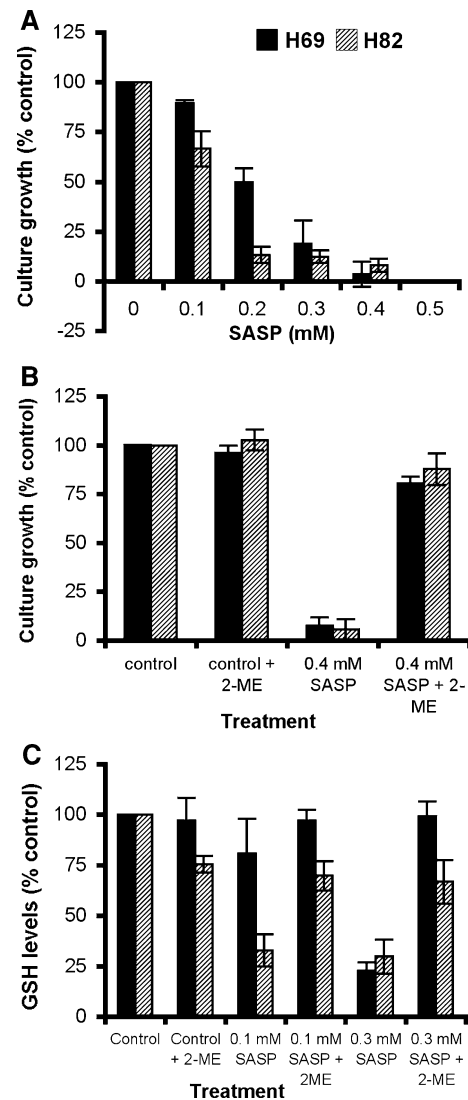 A
H69 H82
125
100
75
50
25
0
-25
Culture growth (% control)
0 0.1 0.2 0.3 0.4 0.5
SASP (mM)
B
125
100
75
50
25
0
Culture growth (% control)
control control + 0.4 mM 0.4 mM
2-ME SASP SASP + 2-
ME
Treatment
C
125
100
75
50
25
0
GSH levels (% control)
Control Control 0.1 mM 0.1 mM 0.3 mM 0.3 mM
+ 2-ME SASP SASP + SASP SASP +
2ME 2-ME
Treatment